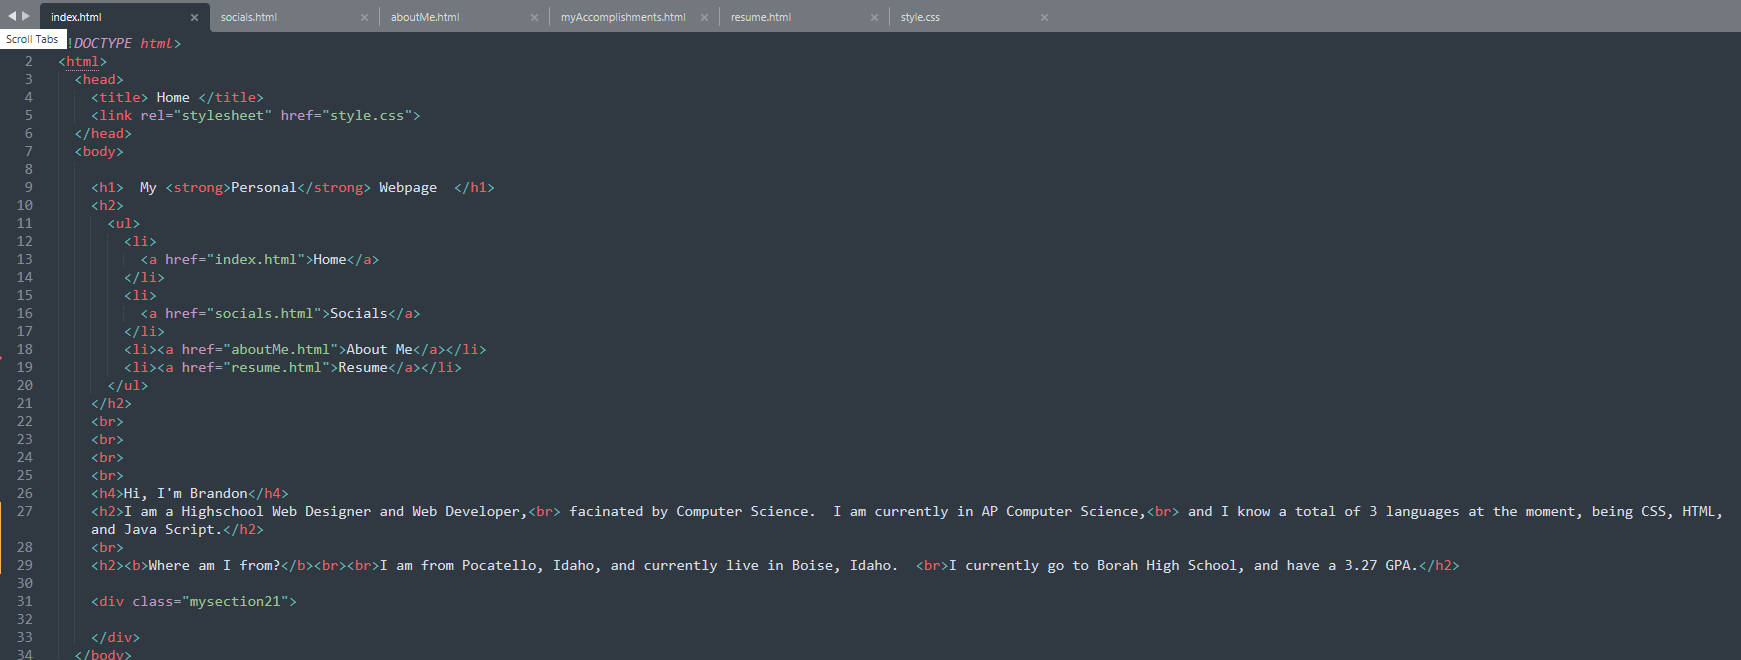 index.html × socials.html × aboutMe.html × myAccomplishments.html × resume.html × style.css ×
Scroll Tabs !DOCTYPE html>
2 <html>
3 <head>
4 <title> Home </title>
5 <link rel="stylesheet" href="style.css">
6 </head>
7 <body>
8
9 <h1>  My <strong>Personal</strong> Webpage  </h1>
10 <h2>
11 <ul>
12 <li>
13 <a href="index.html">Home</a>
14 </li>
15 <li>
16 <a href="socials.html">Socials</a>
17 </li>
18 <li><a href="aboutMe.html">About Me</a></li>
19 <li><a href="resume.html">Resume</a></li>
20 </ul>
21 </h2>
22 <br>
23 <br>
24 <br>
25 <br>
26 <h4>Hi, I'm Brandon</h4>
27 <h2>I am a Highschool Web Designer and Web Developer,<br> facinated by Computer Science.  I am currently in AP Computer Science,<br> and I know a total of 3 languages at the moment, being CSS, HTML,
and Java Script.</h2>
28 <br>
29 <h2><b>Where am I from?</b><br><br>I am from Pocatello, Idaho, and currently live in Boise, Idaho.  <br>I currently go to Borah High School, and have a 3.27 GPA.</h2>
30
31 <div class="mysection21">
32
33 </div>
34 </body>